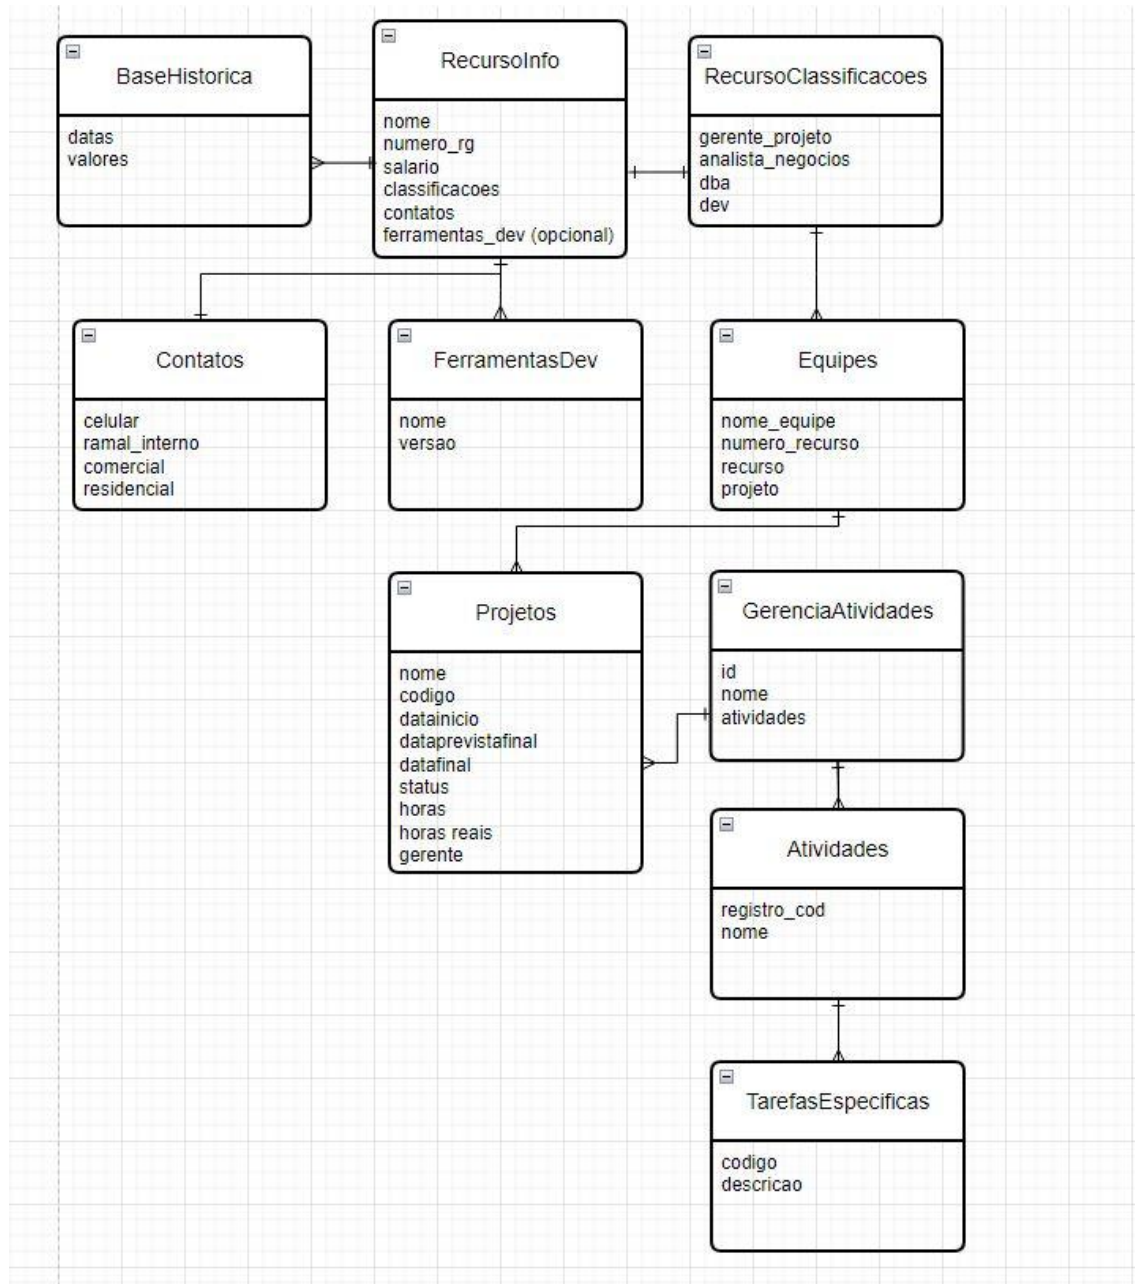 BaseHistorica
datas
valores
RecursoInfo
nome
numero_rg
salario
classificacoes
contatos
ferramentas_dev (opcional)
RecursoClassificacoes
gerente_projeto
analista_negocios
dba
dev
Contatos
celular
ramal_interno
comercial
residencial
FerramentasDev
nome
versao
Equipes
nome_equipe
numero_recurso
recurso
projeto
Projetos
nome
codigo
datainicio
dataprevistafinal
datafinal
status
horas
horas reais
gerente
GerenciaAtividades
id
nome
atividades
Atividades
registro_cod
nome
TarefasEspecificas
codigo
descricao